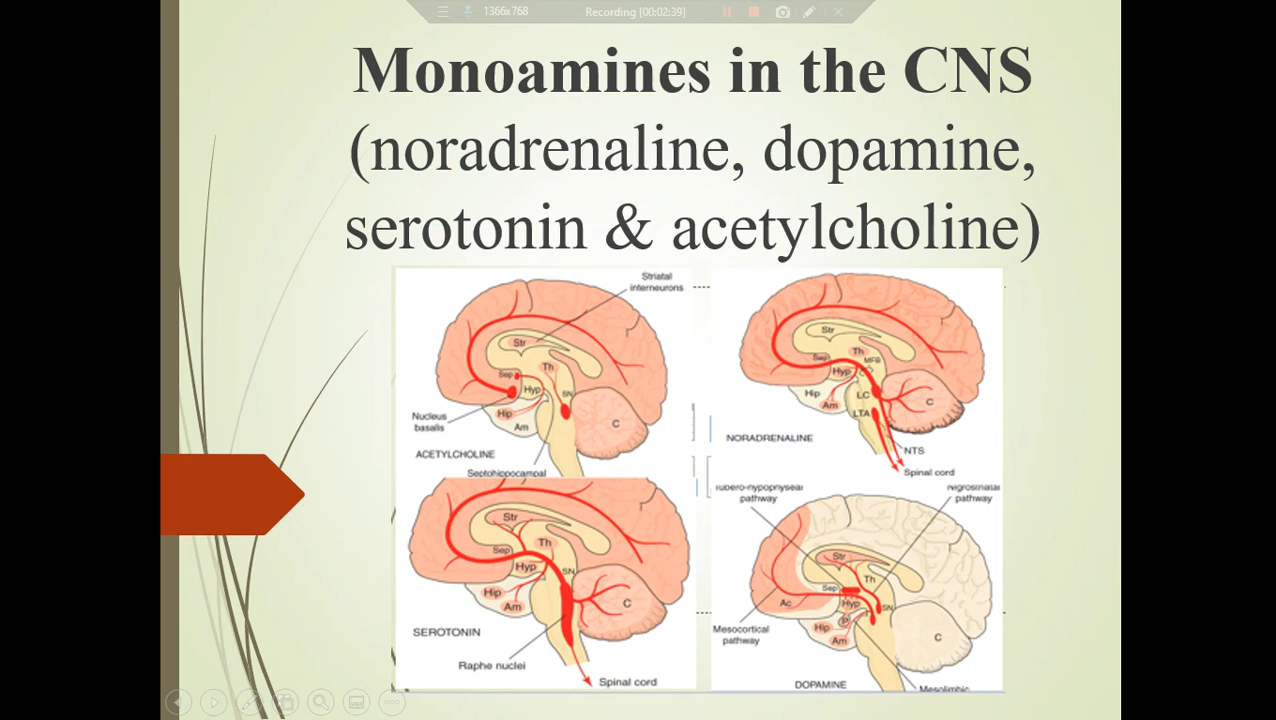 1366x768
Recording [00:02:39]
Monoamines in the CNS
(noradrenaline, dopamine,
serotonin & acetylcholine)
Striatal
interneurons
Str
Sep
Th
Hyp
SN
Hip
Am
C
Nucleus
basalis
ACETYLCHOLINE
Septohippocampal
Str
Sep
Th
MFB
Hyp
Hip
Am
LC
LTA
C
NORADRENALINE
NTS
Spinal cord
Str
Th
Sep
Hyp
SN
Hip
Am
C
SEROTONIN
Raphe nuclei
Spinal cord
Tubero-hypophyseal
pathway
Nigrostriatal
pathway
Str
Th
Sep
Ac
Hyp
SN
Hip
P
Am
C
Mesocortical
pathway
DOPAMINE
Mesolimbic